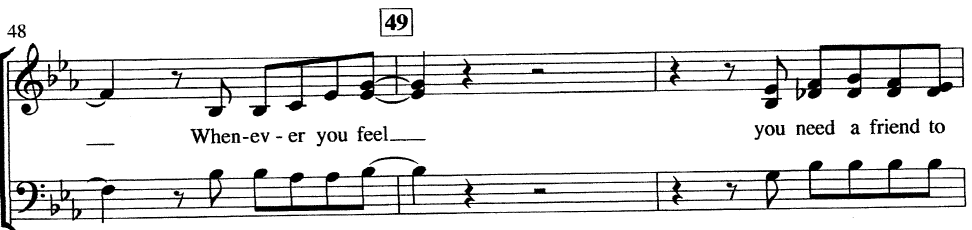 48
49
When-ev - er you feel
you need a friend to